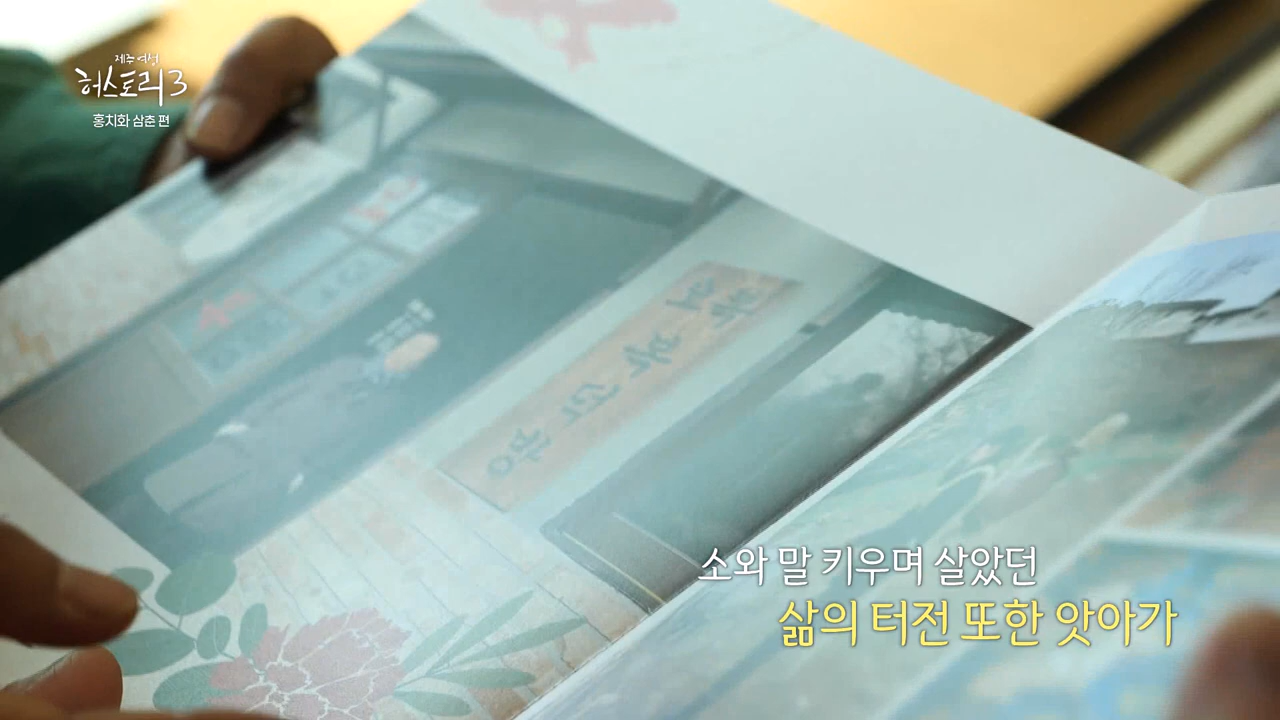 제주 여성
허스토리3
홍치화 삼춘 편
소와 말 키우며 살았던
삶의 터전 또한 앗아가